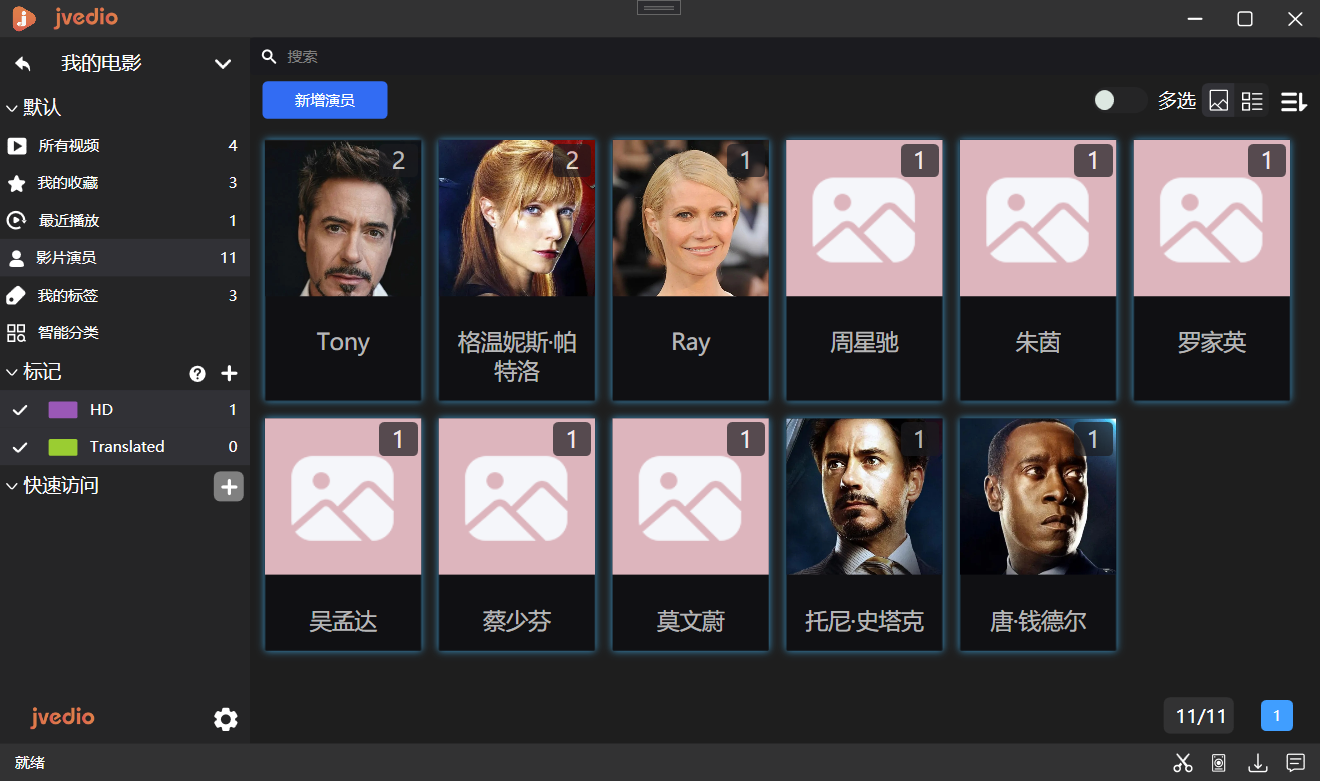 jvedio
我的电影
搜索
默认
新增演员
多选
所有视频 4
我的收藏 3
最近播放 1
影片演员 11
我的标签 3
智能分类
标记
HD 1
Translated 0
快速访问
2
2
1
1
1
1
Tony
格温妮斯·帕
特洛
Ray
周星驰
朱茵
罗家英
1
1
1
1
1
吴孟达
蔡少芬
莫文蔚
托尼·史塔克
唐·钱德尔
jvedio
11/11
1
就绪